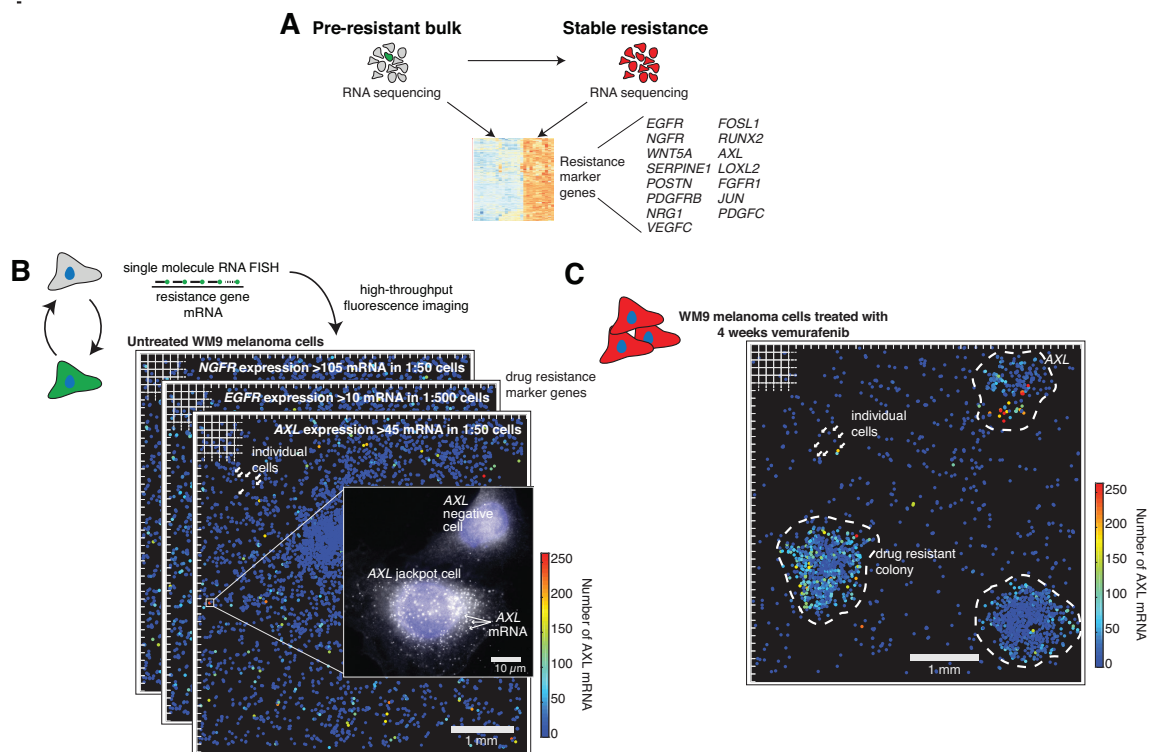 A
Pre-resistant bulk
Stable resistance
RNA sequencing
RNA sequencing
Resistance
marker
genes
EGFR FOSL1
NGFR RUNX2
WNT5A AXL
SERPINE1 LOXL2
POSTN FGFR1
PDGFRB JUN
NRG1 PDGFC
VEGFC
B
single molecule RNA FISH
resistance gene
mRNA
high-throughput
fluorescence imaging
Untreated WM9 melanoma cells
NGFR expression >105 mRNA in 1:50 cells
EGFR expression >10 mRNA in 1:500 cells
AXL expression >45 mRNA in 1:50 cells
drug resistance
marker genes
individual
cells
AXL
negative
cell
AXL jackpot cell
AXL
mRNA
10 µm
1 mm
250
200
150
100
50
0
Number of AXL mRNA
C
WM9 melanoma cells treated with
4 weeks vemurafenib
AXL
individual
cells
drug resistant
colony
1 mm
250
200
150
100
50
0
Number of AXL mRNA